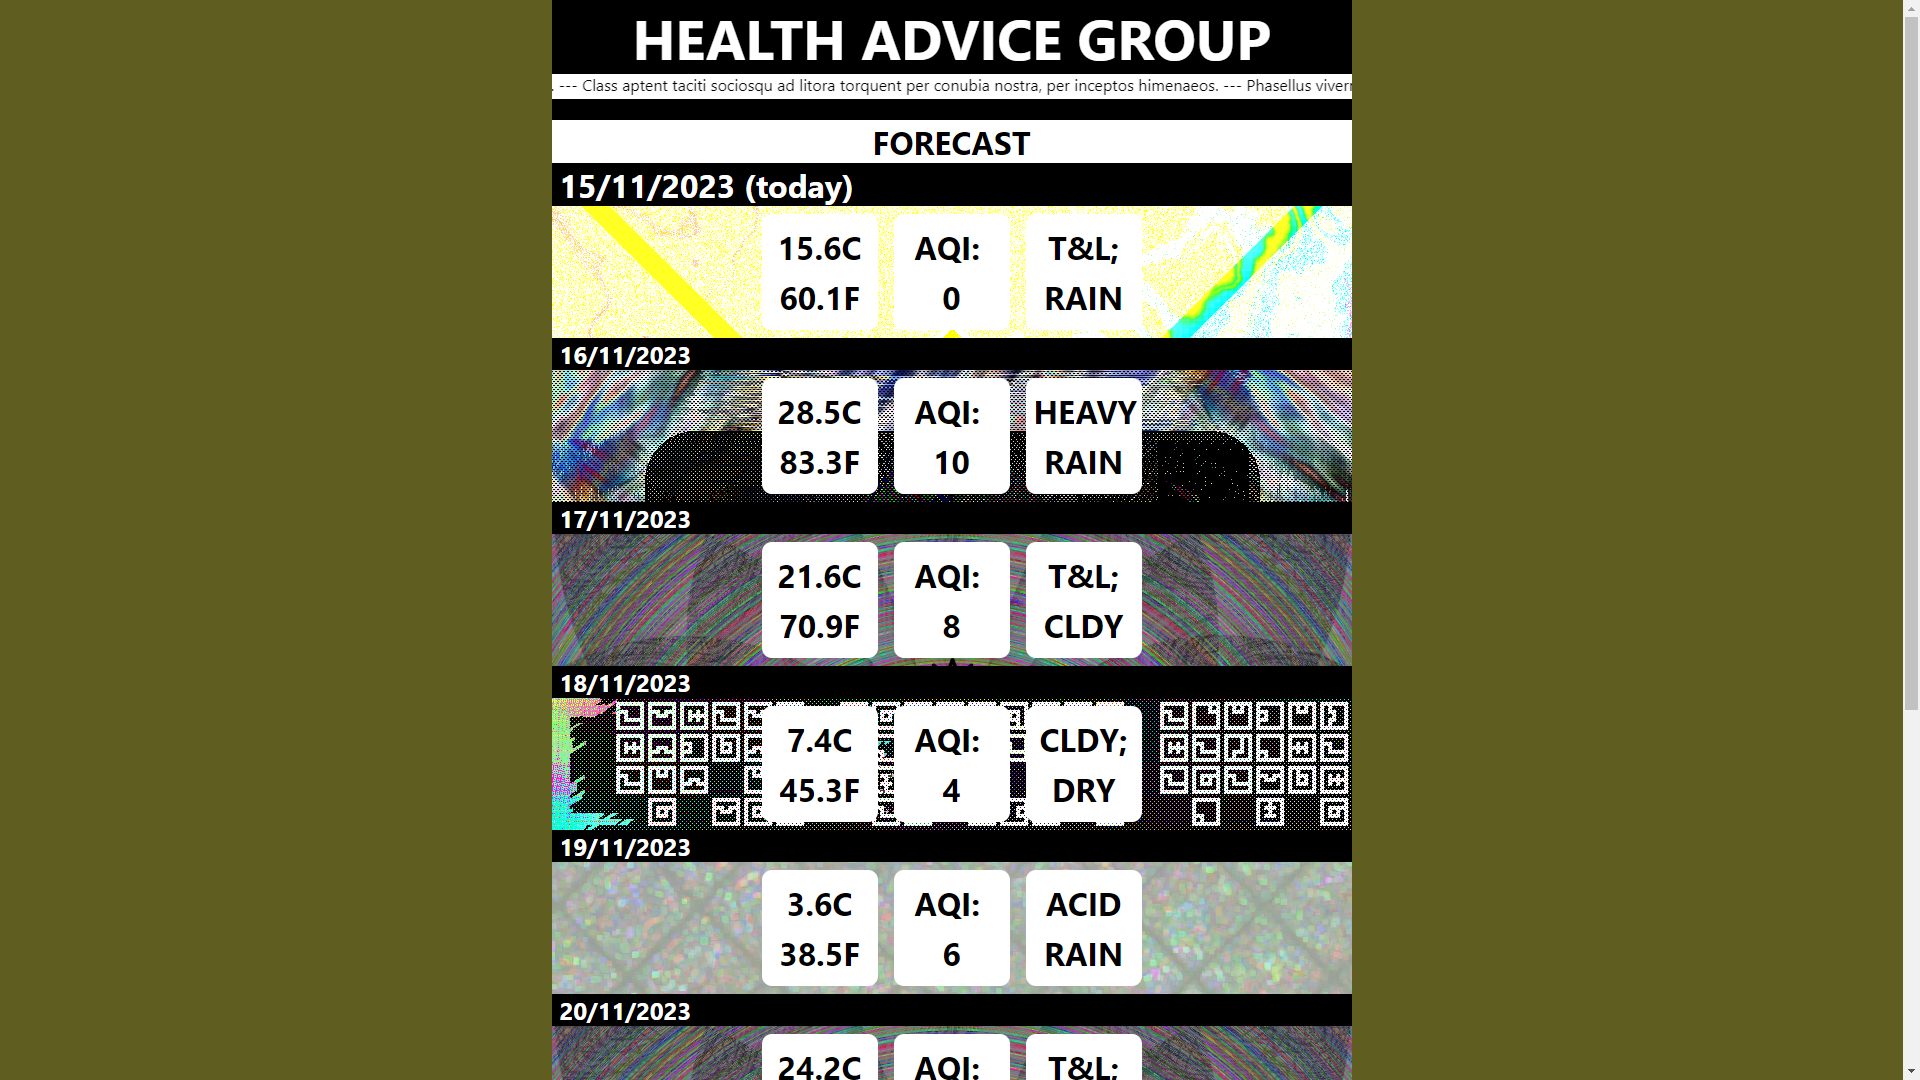 HEALTH ADVICE GROUP
. --- Class aptent taciti sociosqu ad litora torquent per conubia nostra, per inceptos himenaeos. --- Phasellus viverr
FORECAST
15/11/2023 (today)
15.6C AQI: T&L;
60.1F 0 RAIN
16/11/2023
28.5C AQI: HEAVY
83.3F 10 RAIN
17/11/2023
21.6C AQI: T&L;
70.9F 8 CLDY
18/11/2023
7.4C AQI: CLDY;
45.3F 4 DRY
19/11/2023
3.6C AQI: ACID
38.5F 6 RAIN
20/11/2023
24.2C AQI: T&L;